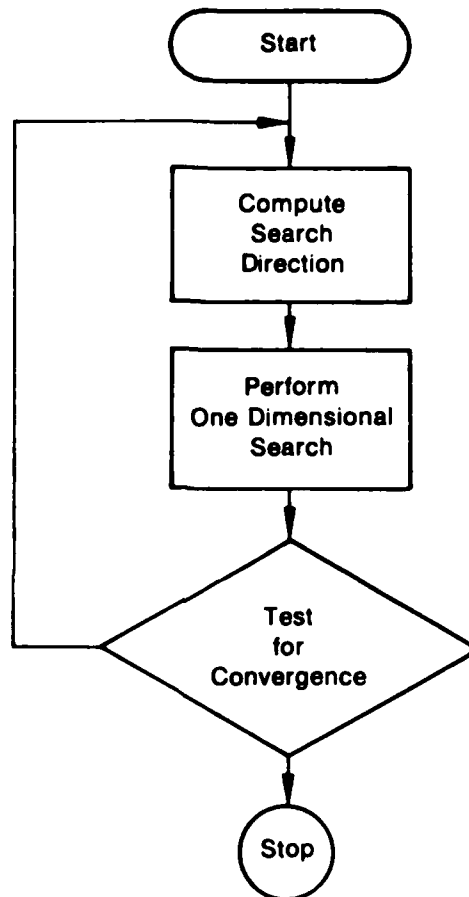 Start
Compute
Search
Direction
Perform
One Dimensional
Search
Test
for
Convergence
Stop